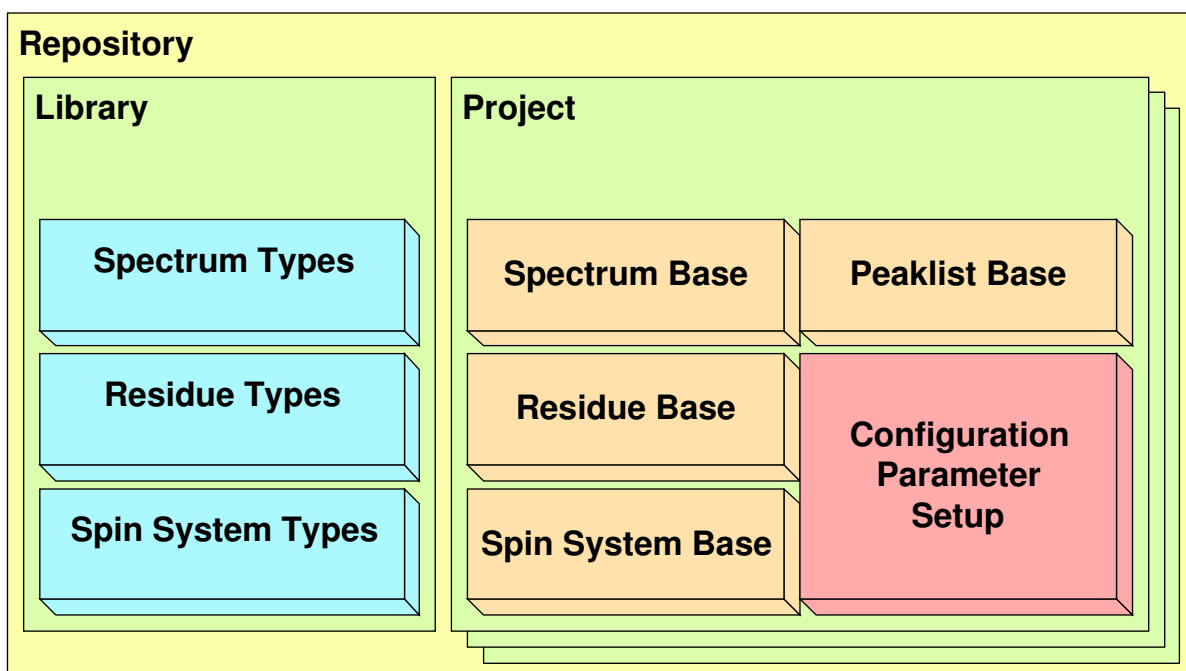 Repository
Library
Project
Spectrum Types
Spectrum Base
Peaklist Base
Residue Types
Residue Base
Configuration
Parameter
Setup
Spin System Types
Spin System Base